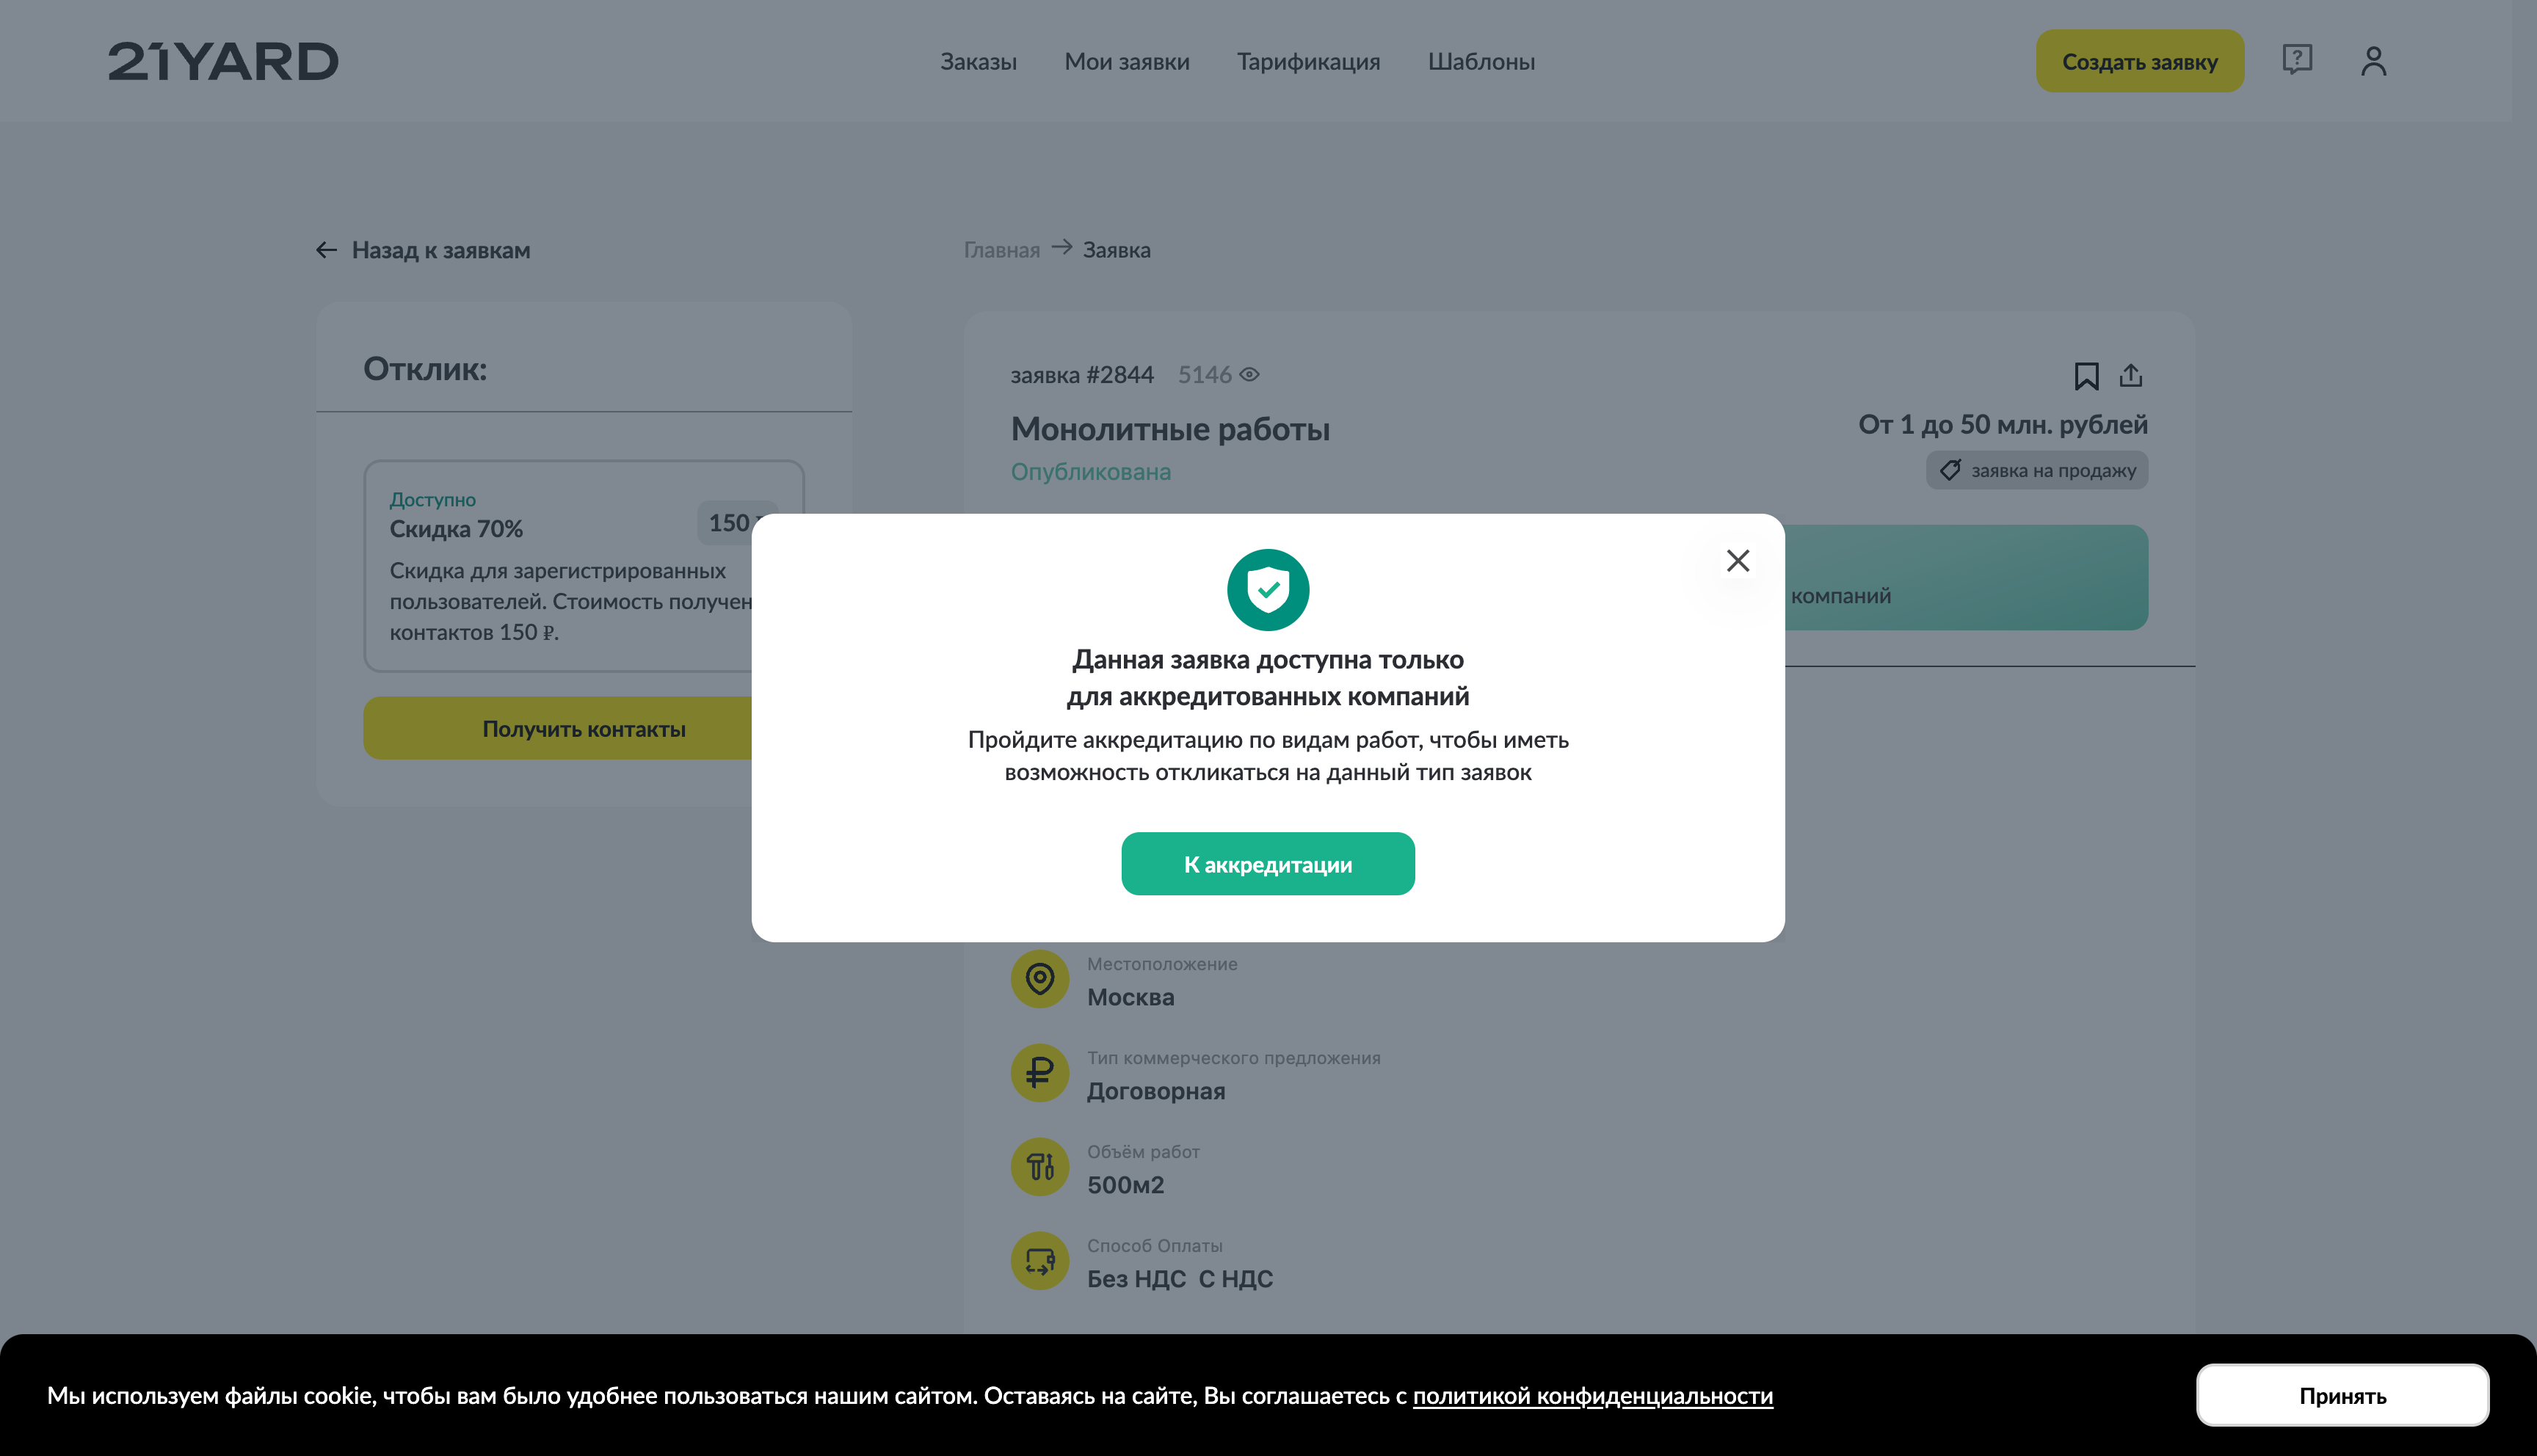 21YARD
Заказы
Мои заявки
Тарификация
Шаблоны
Создать заявку
Назад к заявкам
Главная → Заявка
Отклик:
Доступно
Скидка 70%
150
Скидка для зарегистрированных
пользователей. Стоимость
контактов 150 ₽.
Получить контакты
заявка #2844 5146
Монолитные работы
Опубликована
От 1 до 50 млн. рублей
заявка на продажу
компаний
Данная заявка доступна только
для аккредитованных компаний
Пройдите аккредитацию по видам работ, чтобы иметь
возможность откликаться на данный тип заявок
К аккредитации
Местоположение
Москва
Тип коммерческого предложения
Договорная
Объём работ
500м2
Способ Оплаты
Без НДС С НДС
Мы используем файлы cookie, чтобы вам было удобнее пользоваться нашим сайтом. Оставаясь на сайте, Вы соглашаетесь с политикой конфиденциальности
Принять